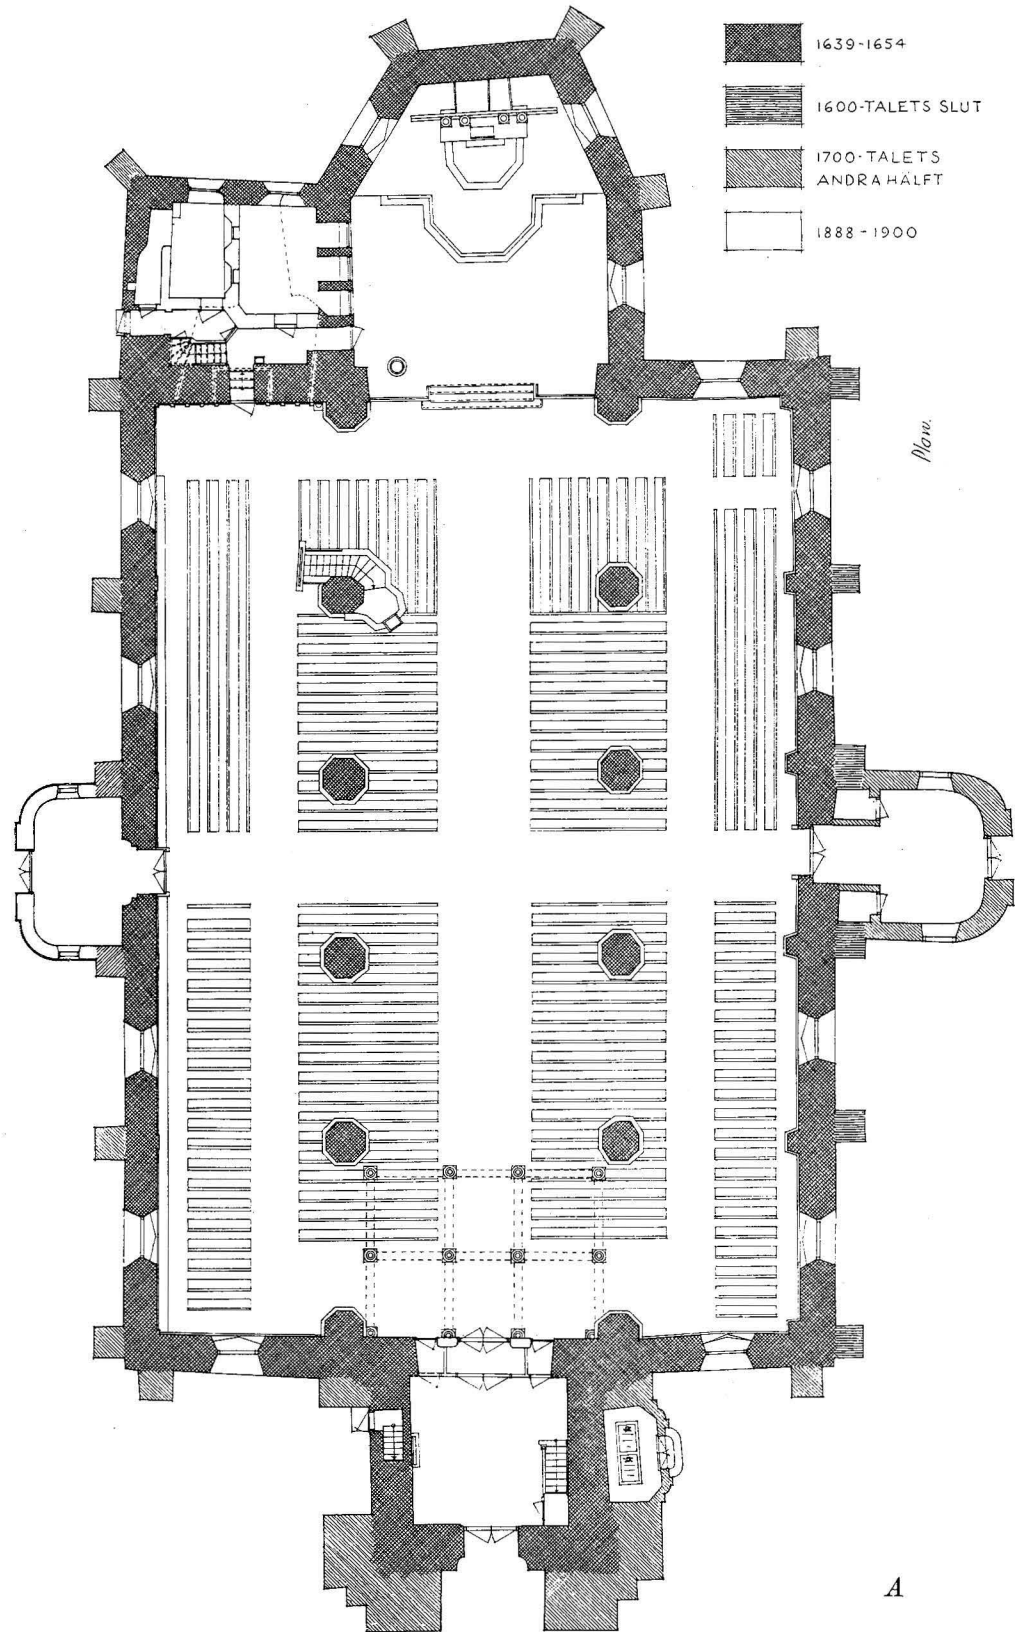 1639-1654
1600-TALETS SLUT
1700-TALETS
ANDRA HÄLFT
1888-1900
Plan.
A